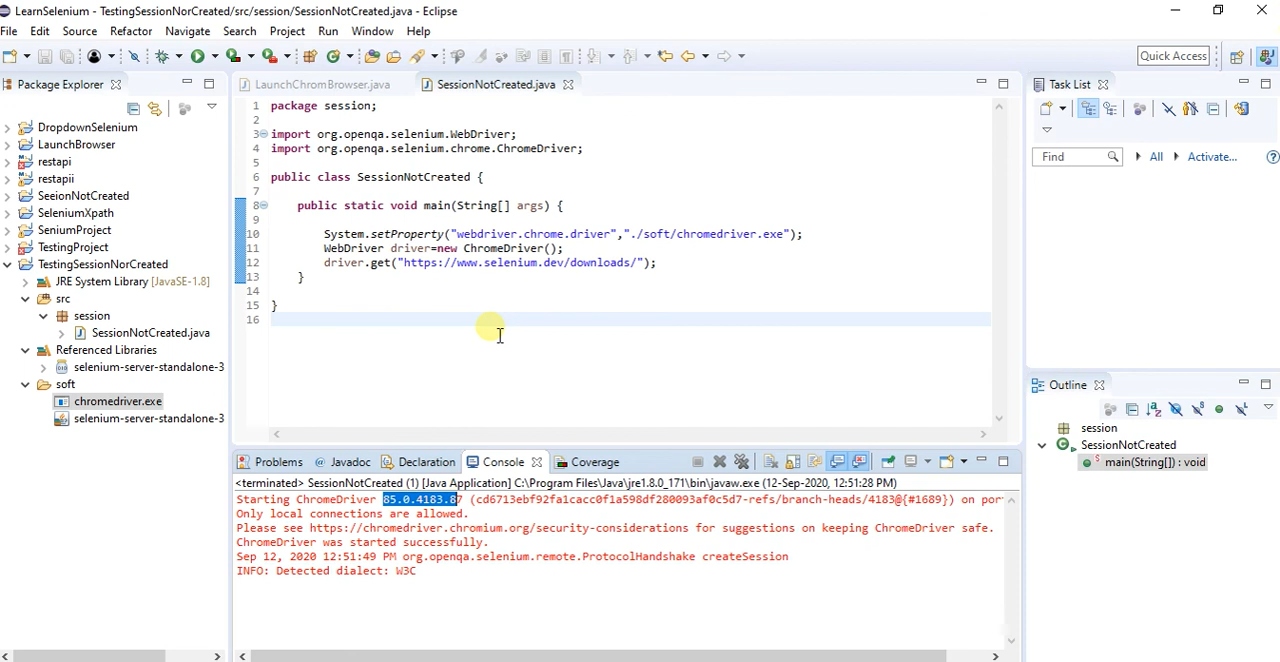 LearnSelenium - TestingSessionNorCreated/src/session/SessionNotCreated.java - Eclipse
File Edit Source Refactor Navigate Search Project Run Window Help
Quick Access
Package Explorer
DropdownSelenium
LaunchBrowser
restapi
restapii
SeeionNotCreated
SeleniumXpath
SeniumProject
TestingProject
TestingSessionNorCreated
JRE System Library [JavaSE-1.8]
src
session
SessionNotCreated.java
Referenced Libraries
selenium-server-standalone-3
soft
chromedriver.exe
selenium-server-standalone-3
LaunchChromBrowser.java SessionNotCreated.java
1 package session;
2
3 import org.openqa.selenium.WebDriver;
4 import org.openqa.selenium.chrome.ChromeDriver;
5
6 public class SessionNotCreated {
7
8 public static void main(String[] args) {
9
10 System.setProperty("webdriver.chrome.driver","./soft/chromedriver.exe");
11 WebDriver driver=new ChromeDriver();
12 driver.get("https://www.selenium.dev/downloads/");
13 }
14
15 }
16
Task List
Find All Activate...
Outline
session
SessionNotCreated
main(String[]) : void
Problems Javadoc Declaration Console Coverage
<terminated> SessionNotCreated (1) [Java Application] C:\Program Files\Java\jre1.8.0_171\bin\javaw.exe (12-Sep-2020, 12:51:28 PM)
Starting ChromeDriver 85.0.4183.87 (cd6713ebf92fa1cacc0f1a598df280093af0c5d7-refs/branch-heads/4183@{#1689}) on por
Only local connections are allowed.
Please see https://chromedriver.chromium.org/security-considerations for suggestions on keeping ChromeDriver safe.
ChromeDriver was started successfully.
Sep 12, 2020 12:51:49 PM org.openqa.selenium.remote.ProtocolHandshake createSession
INFO: Detected dialect: W3C